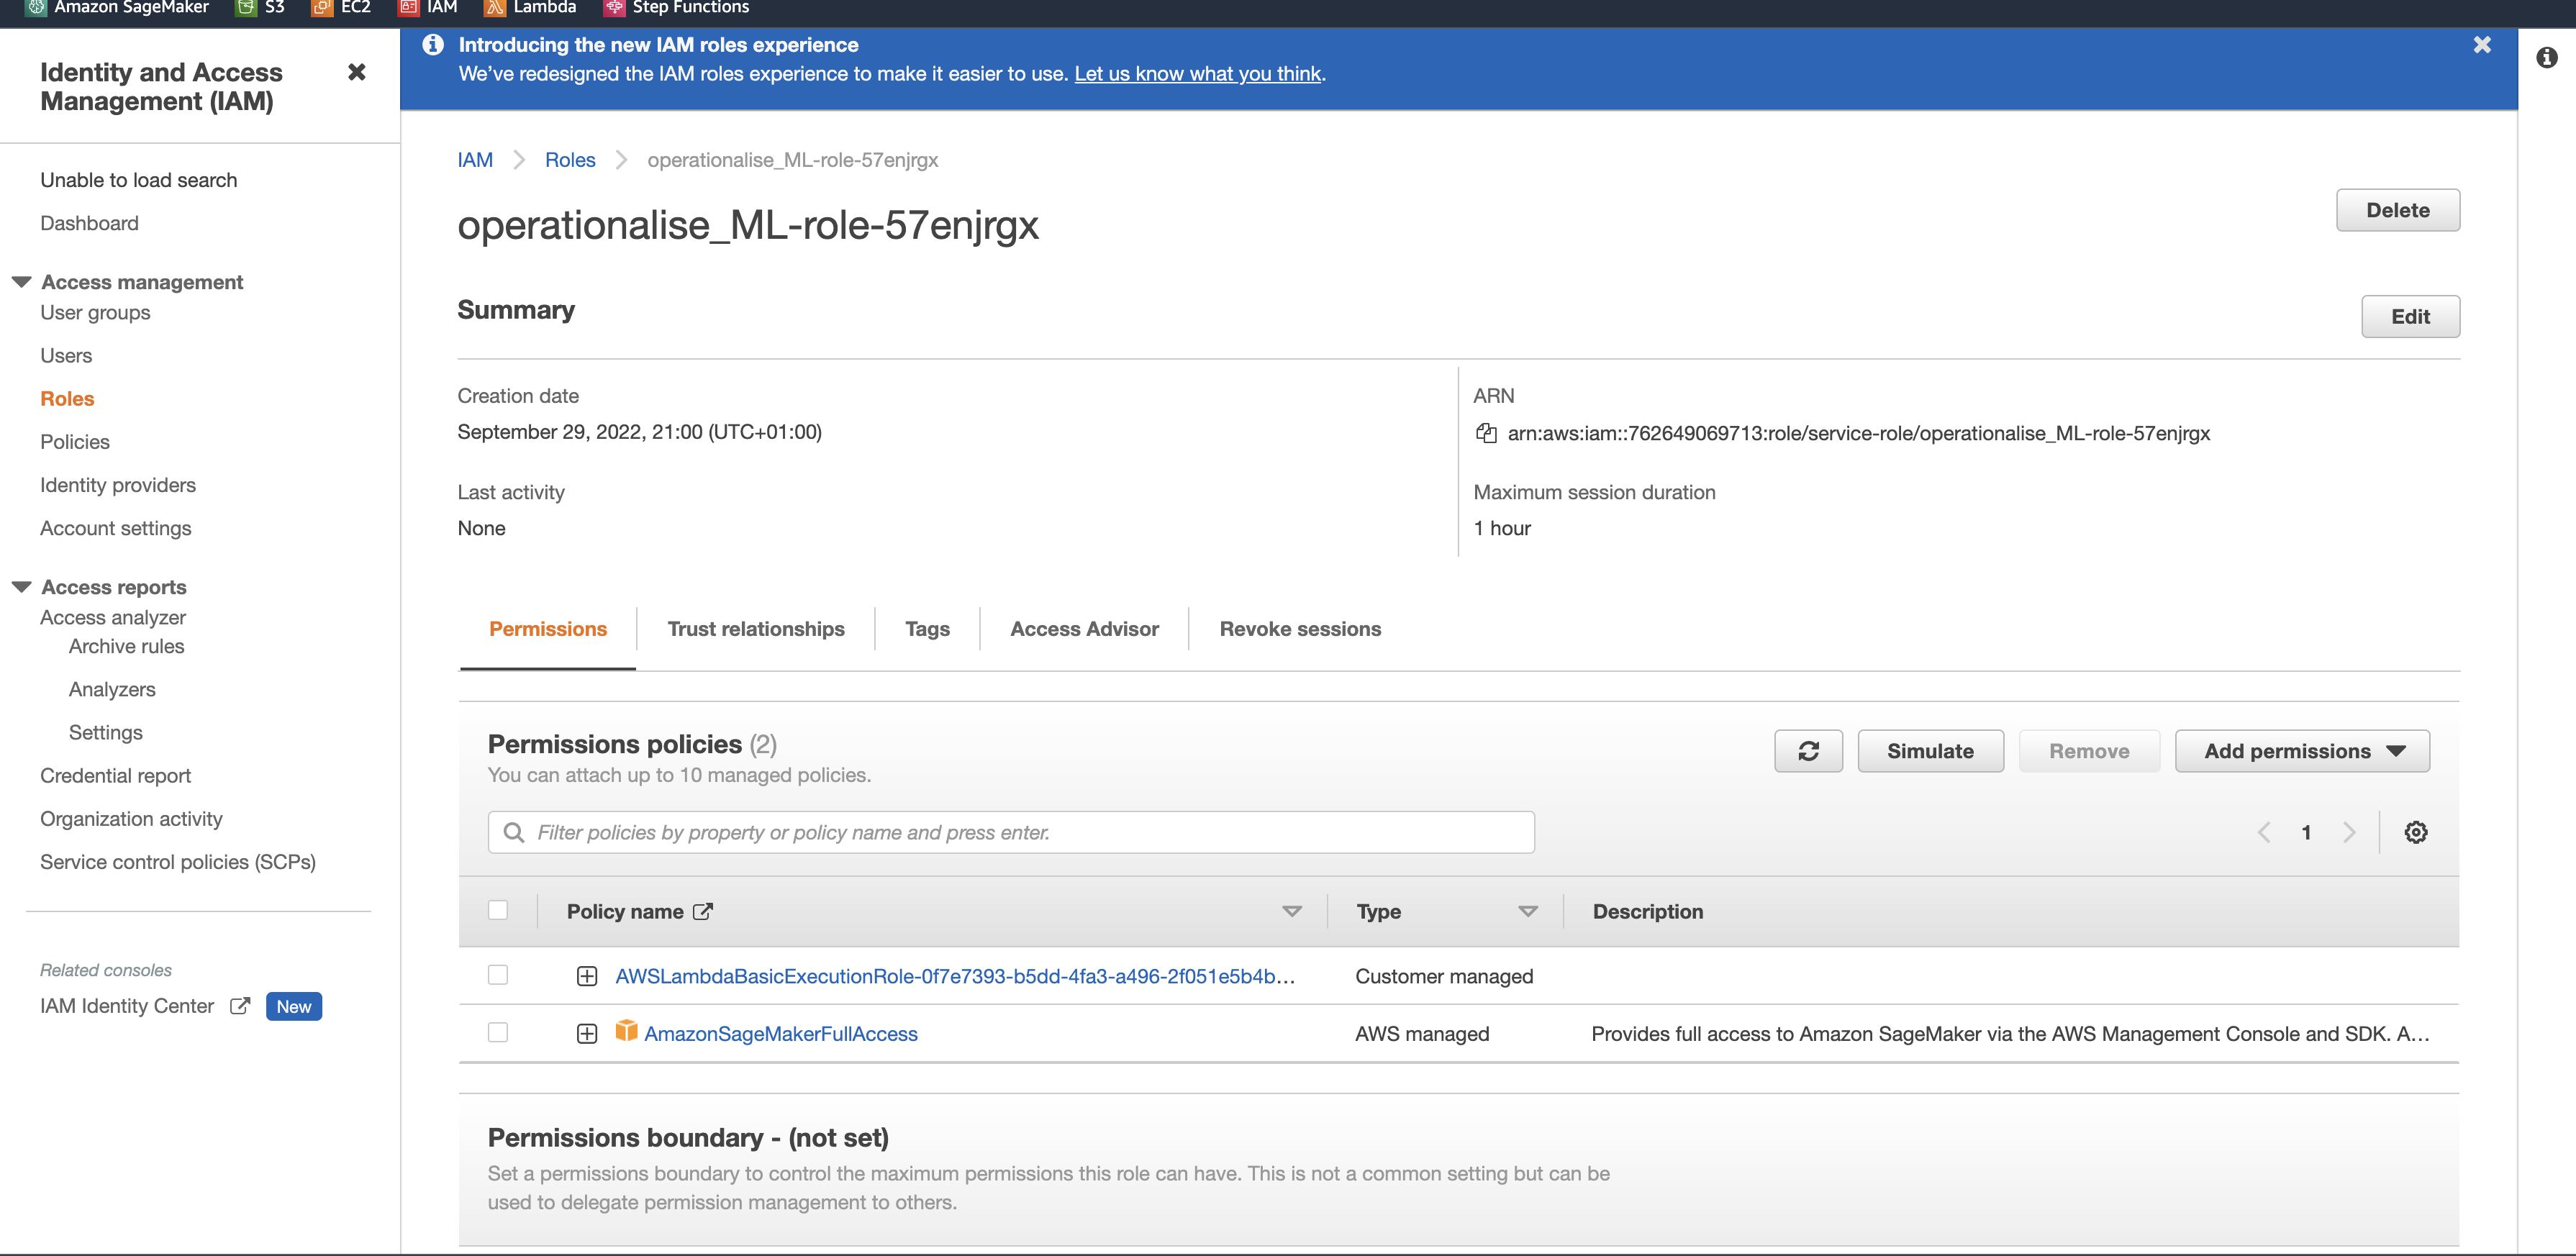 Amazon SageMaker S3 EC2 IAM Lambda Step Functions
Identity and Access
Management (IAM)
Unable to load search
Dashboard
Access management
User groups
Users
Roles
Policies
Identity providers
Account settings
Access reports
Access analyzer
Archive rules
Analyzers
Settings
Credential report
Organization activity
Service control policies (SCPs)
Related consoles
IAM Identity Center New
Introducing the new IAM roles experience
We've redesigned the IAM roles experience to make it easier to use. Let us know what you think.
IAM Roles operationalise_ML-role-57enjrgx
operationalise_ML-role-57enjrgx
Delete
Summary
Edit
Creation date
September 29, 2022, 21:00 (UTC+01:00)
ARN
arn:aws:iam::762649069713:role/service-role/operationalise_ML-role-57enjrgx
Last activity
None
Maximum session duration
1 hour
Permissions Trust relationships Tags Access Advisor Revoke sessions
Permissions policies (2)
You can attach up to 10 managed policies.
Simulate Remove Add permissions
Filter policies by property or policy name and press enter.
1
Policy name Type Description
AWSLambdaBasicExecutionRole-0f7e7393-b5dd-4fa3-a496-2f051e5b4b... Customer managed
AmazonSageMakerFullAccess AWS managed Provides full access to Amazon SageMaker via the AWS Management Console and SDK. A...
Permissions boundary - (not set)
Set a permissions boundary to control the maximum permissions this role can have. This is not a common setting but can be
used to delegate permission management to others.